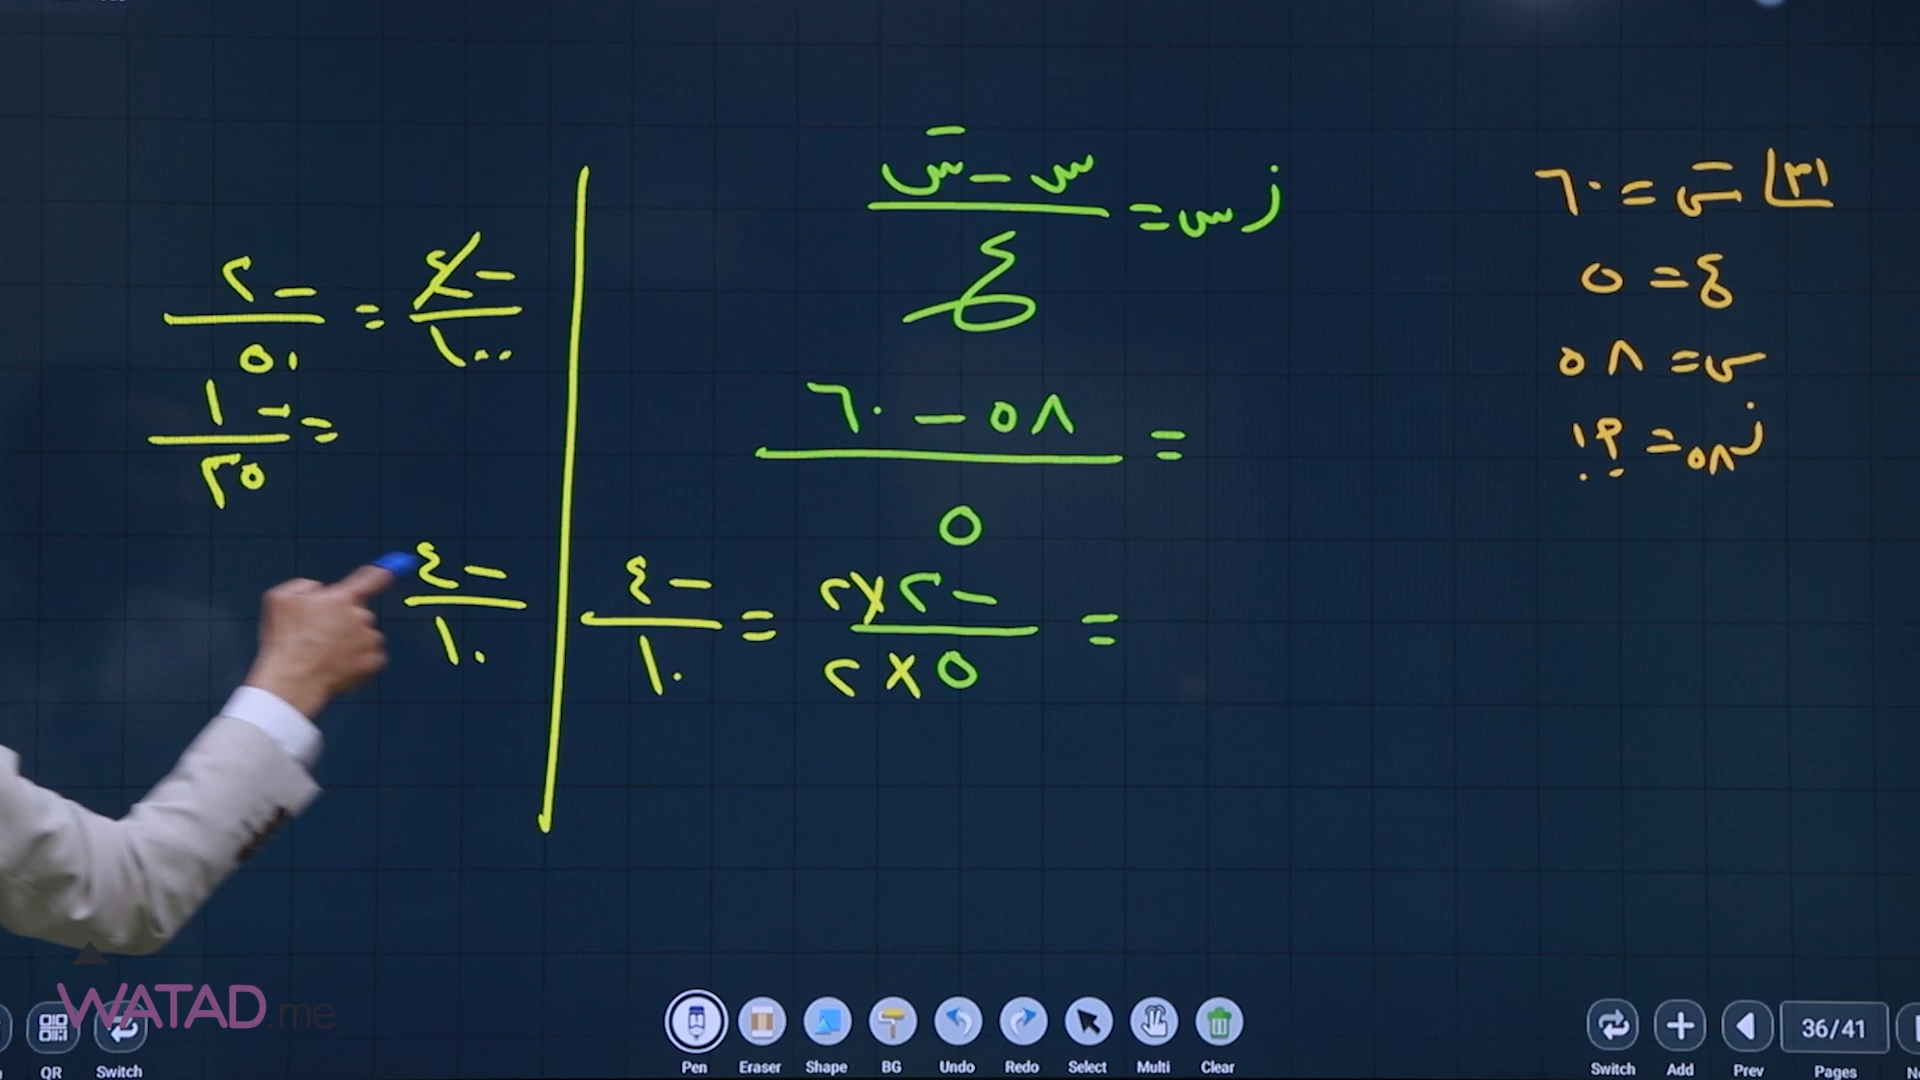 ٣١ س̄ = ٦٠
ع = ٥
س = ٥٨
ز٥٨ = ؟!
زس = (س - س̄) / ع
= (٥٨ - ٦٠) / ٥
= (-٢ × ٢) / (٥ × ٢) = -٤ / ١٠
-٤ / ١٠٠ = -٢ / ٥٠
= -١ / ٢٥
-٤ / ١٠
WATAD.me
QR
Switch
Pen
Eraser
Shape
BG
Undo
Redo
Select
Multi
Clear
Switch
Add
Prev
36/41
Pages